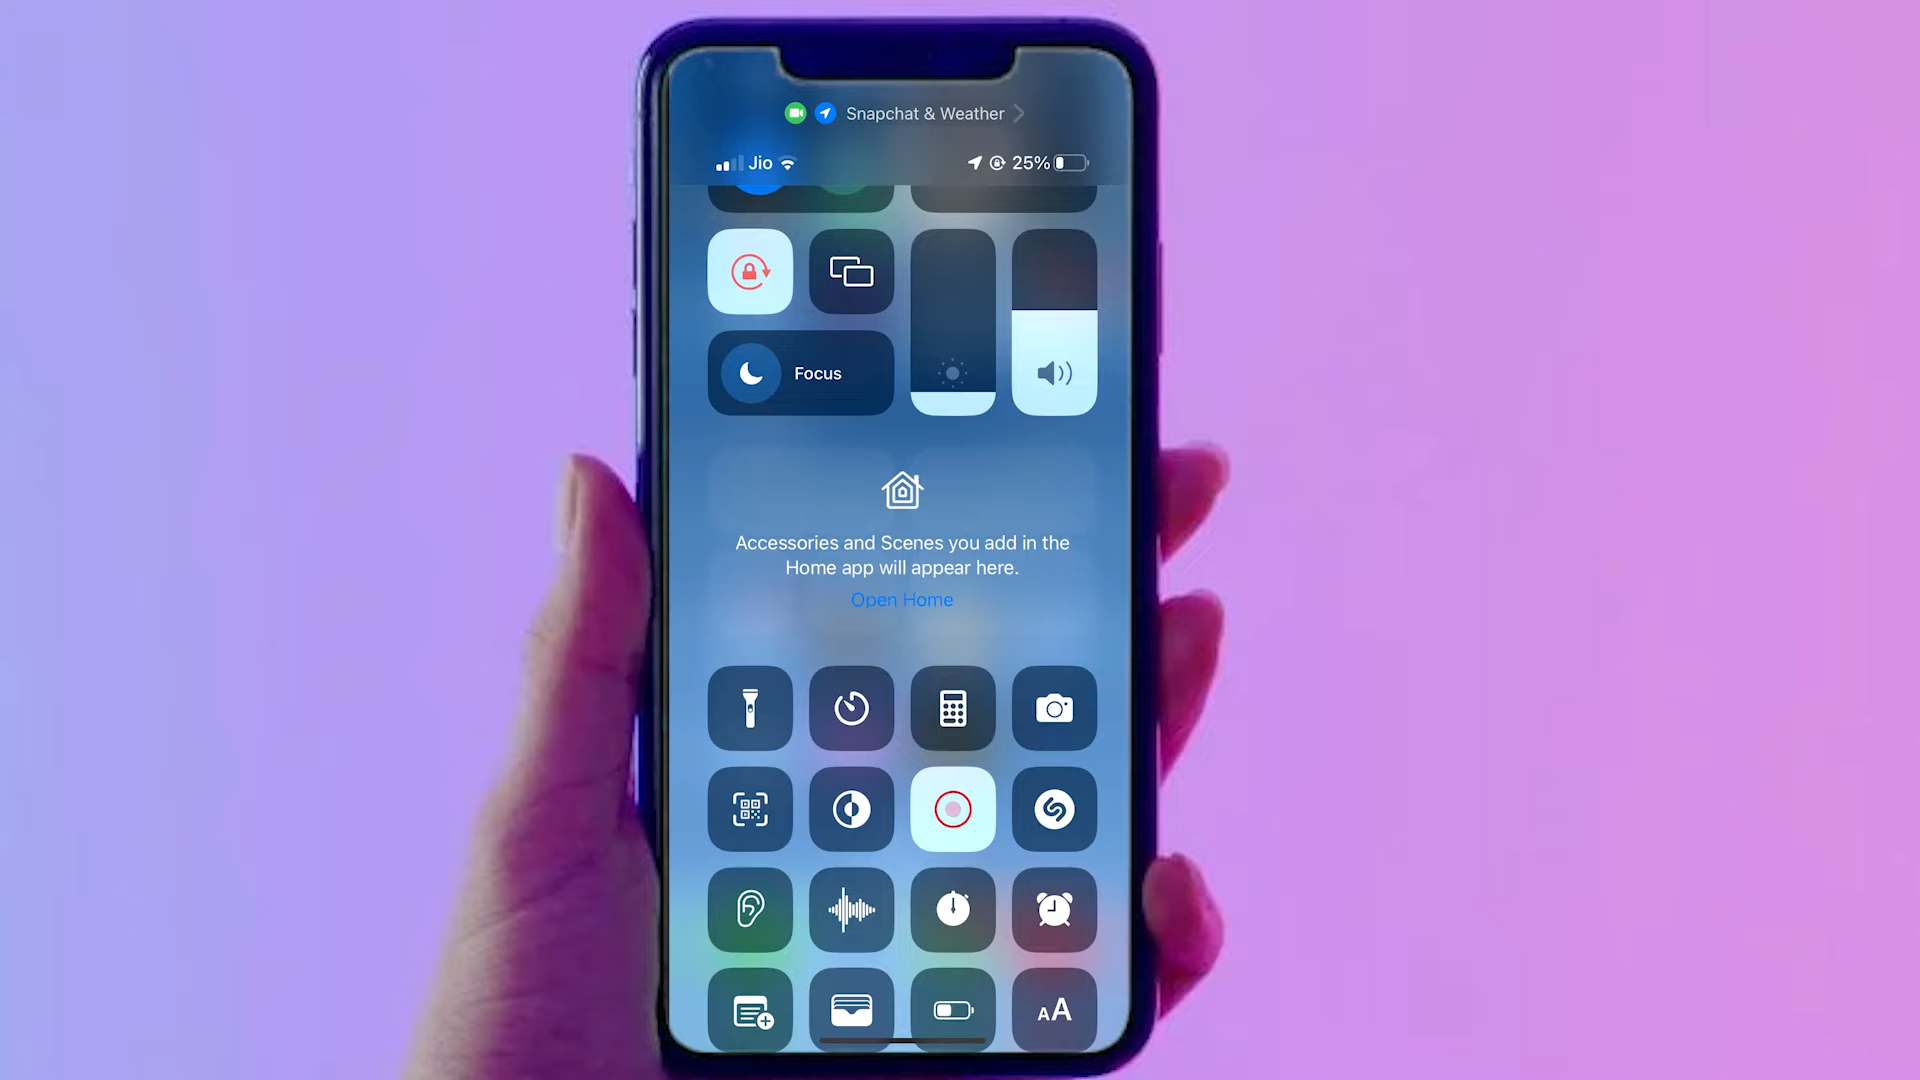 Snapchat & Weather
Jio 25%
Focus
Accessories and Scenes you add in the
Home app will appear here.
Open Home
AA